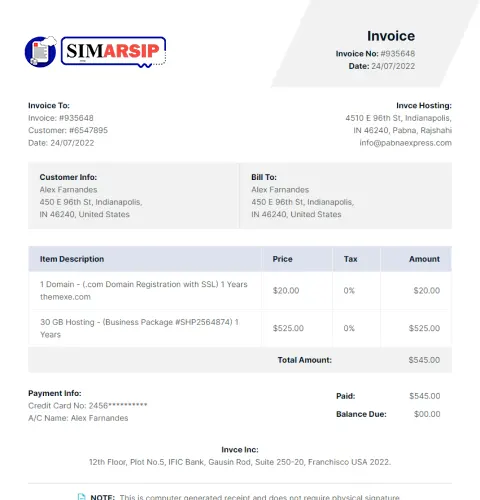 SIMARSIP
Invoice
Invoice No: #935648
Date: 24/07/2022
Invoice To:
Invoice: #935648
Customer: #6547895
Date: 24/07/2022
Invce Hosting:
4510 E 96th St, Indianapolis,
IN 46240, Pabna, Rajshahi
info@pabnaexpress.com
Customer Info:
Alex Farnandes
450 E 96th St, Indianapolis,
IN 46240, United States
Bill To:
Alex Farnandes
450 E 96th St, Indianapolis,
IN 46240, United States
Item Description Price Tax Amount
1 Domain - (.com Domain Registration with SSL) 1 Years
themexe.com
$20.00 0% $20.00
30 GB Hosting - (Business Package #SHP2564874) 1
Years
$525.00 0% $525.00
Total Amount: $545.00
Payment Info:
Credit Card No: 2456**********
A/C Name: Alex Farnandes
Paid: $545.00
Balance Due: $00.00
Invce Inc:
12th Floor, Plot No.5, IFIC Bank, Gausin Rod, Suite 250-20, Franchisco USA 2022.
NOTE: This is computer generated receipt and does not require physical signature.